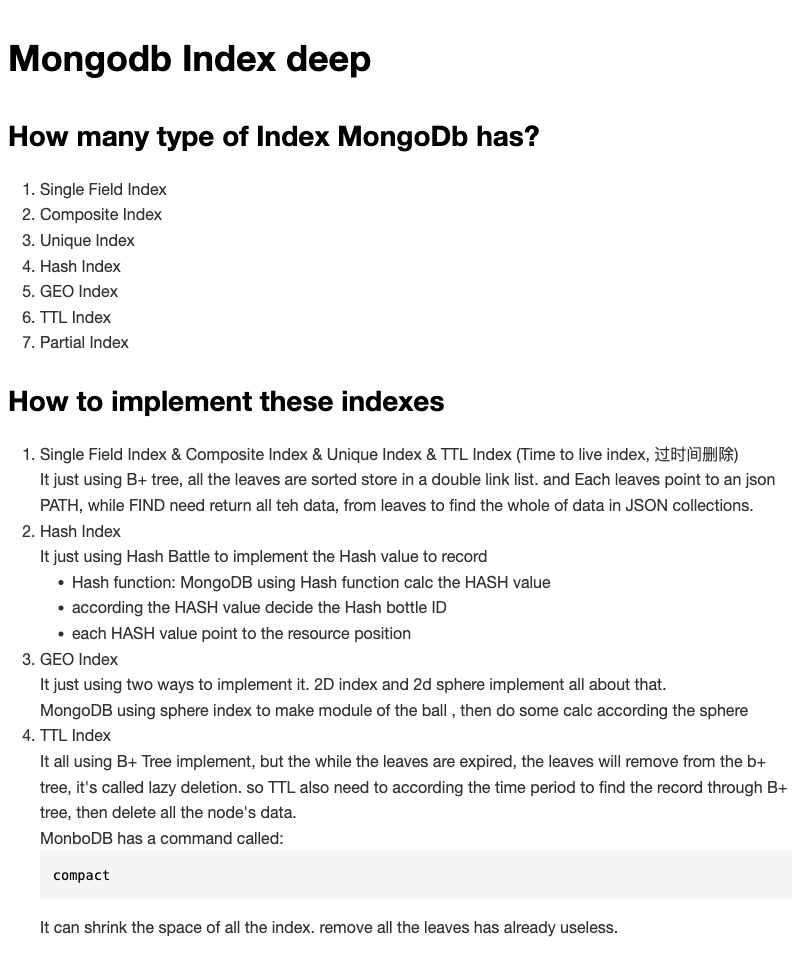 Mongodb Index deep
How many type of Index MongoDb has?
1. Single Field Index
2. Composite Index
3. Unique Index
4. Hash Index
5. GEO Index
6. TTL Index
7. Partial Index
How to implement these indexes
1. Single Field Index & Composite Index & Unique Index & TTL Index (Time to live index, 过时间删除)
It just using B+ tree, all the leaves are sorted store in a double link list. and Each leaves point to an json
PATH, while FIND need return all teh data, from leaves to find the whole of data in JSON collections.
2. Hash Index
It just using Hash Battle to implement the Hash value to record
• Hash function: MongoDB using Hash function calc the HASH value
• according the HASH value decide the Hash bottle ID
• each HASH value point to the resource position
3. GEO Index
It just using two ways to implement it. 2D index and 2d sphere implement all about that.
MongoDB using sphere index to make module of the ball , then do some calc according the sphere
4. TTL Index
It all using B+ Tree implement, but the while the leaves are expired, the leaves will remove from the b+
tree, it's called lazy deletion. so TTL also need to according the time period to find the record through B+
tree, then delete all the node's data.
MonboDB has a command called:
compact
It can shrink the space of all the index. remove all the leaves has already useless.